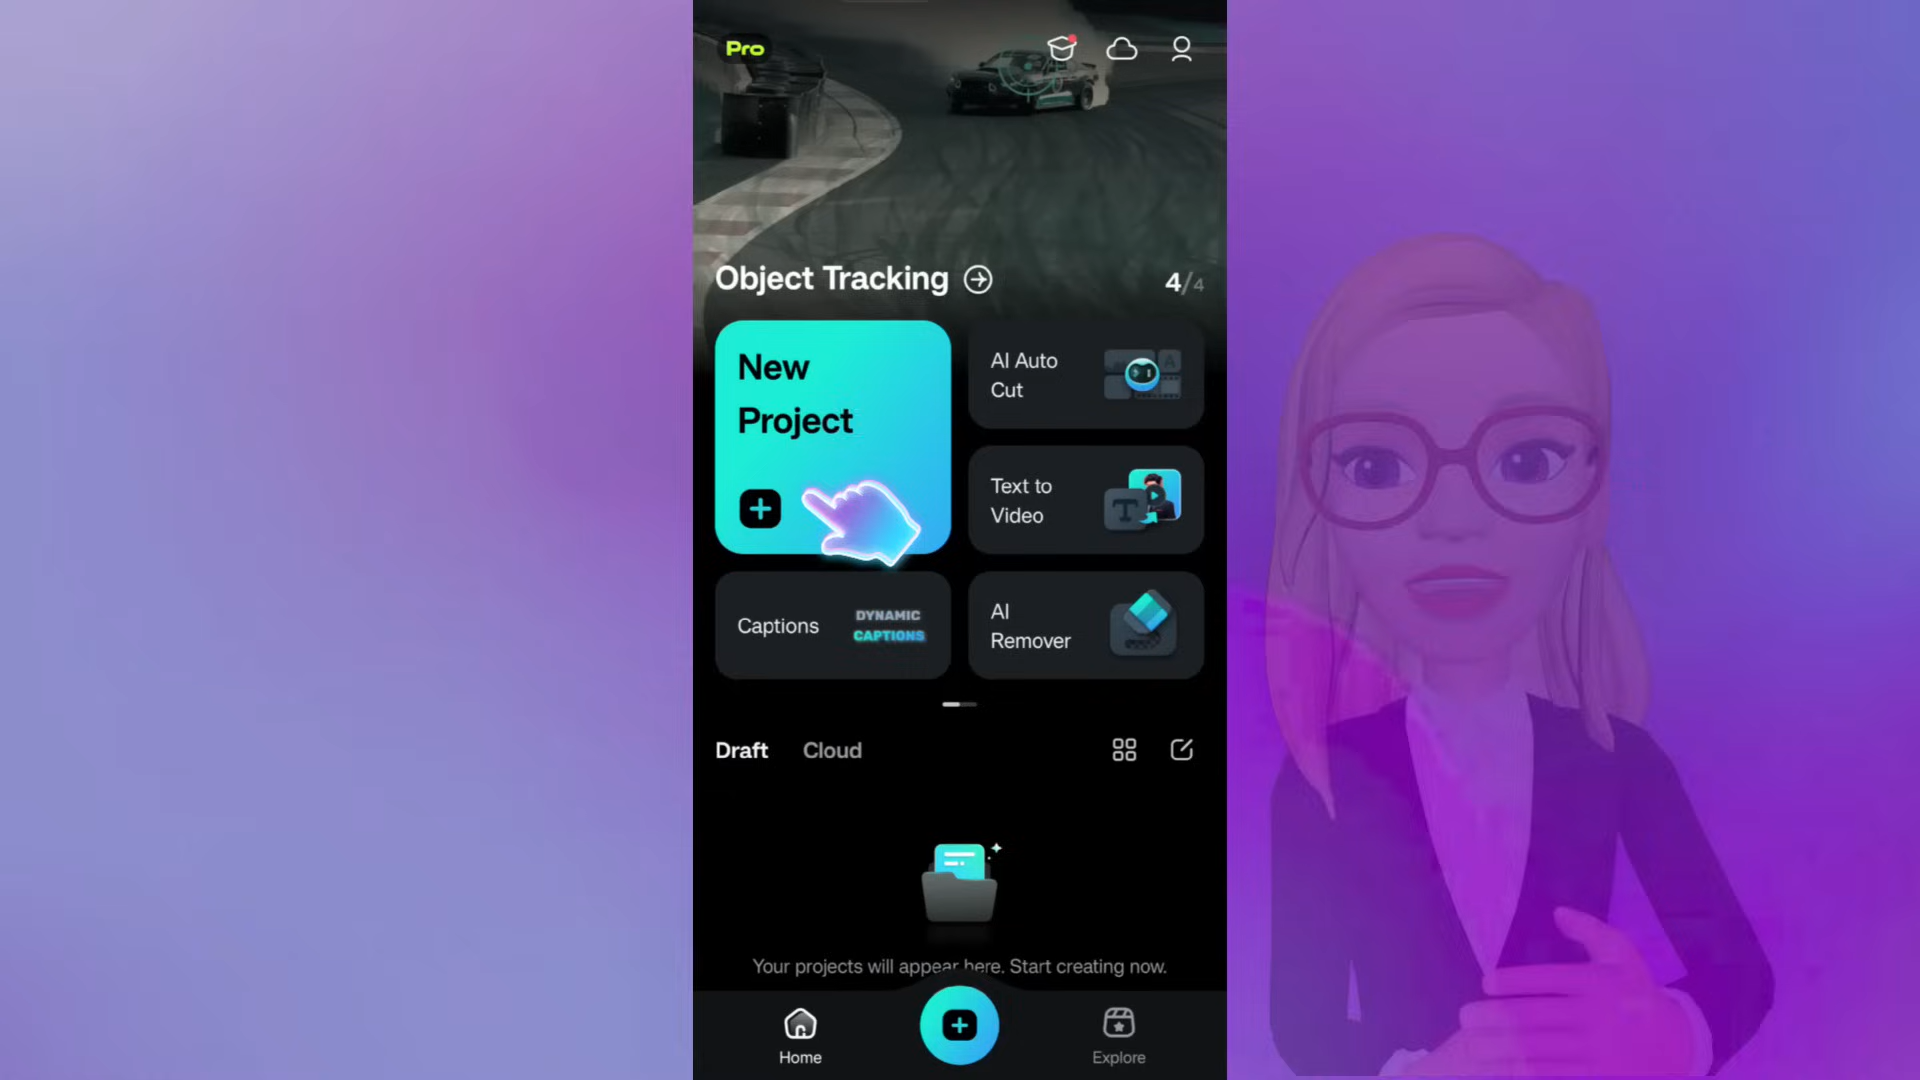 Pro
Object Tracking
4/4
New
Project
AI Auto
Cut
A
Text to
Video
T
Captions
DYNAMIC
CAPTIONS
AI
Remover
Draft
Cloud
Your projects will appear here. Start creating now.
Home
Explore